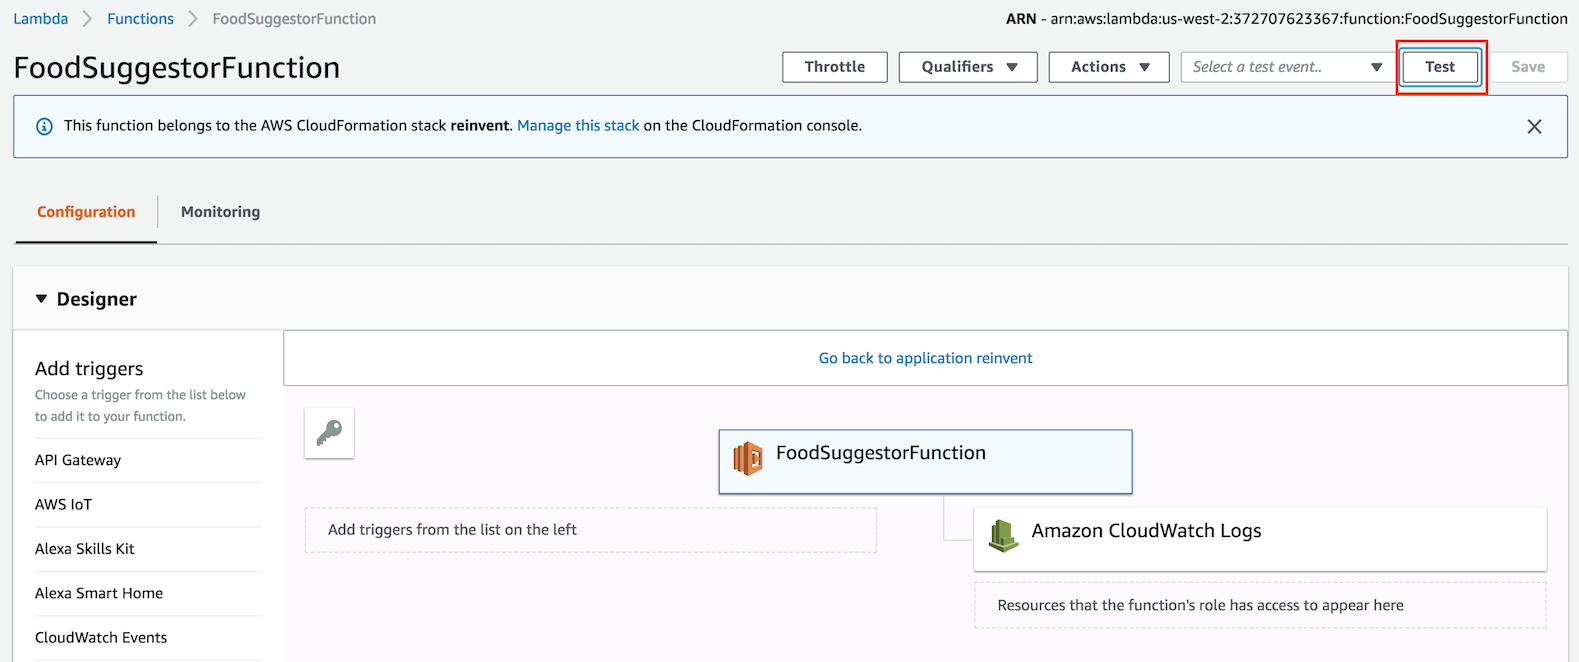 Lambda > Functions > FoodSuggestorFunction
ARN - arn:aws:lambda:us-west-2:372707623367:function:FoodSuggestorFunction
FoodSuggestorFunction
Throttle
Qualifiers
Actions
Select a test event..
Test
Save
This function belongs to the AWS CloudFormation stack reinvent. Manage this stack on the CloudFormation console.
Configuration
Monitoring
Designer
Add triggers
Choose a trigger from the list below
to add it to your function.
API Gateway
AWS IoT
Alexa Skills Kit
Alexa Smart Home
CloudWatch Events
Go back to application reinvent
FoodSuggestorFunction
Add triggers from the list on the left
Amazon CloudWatch Logs
Resources that the function's role has access to appear here